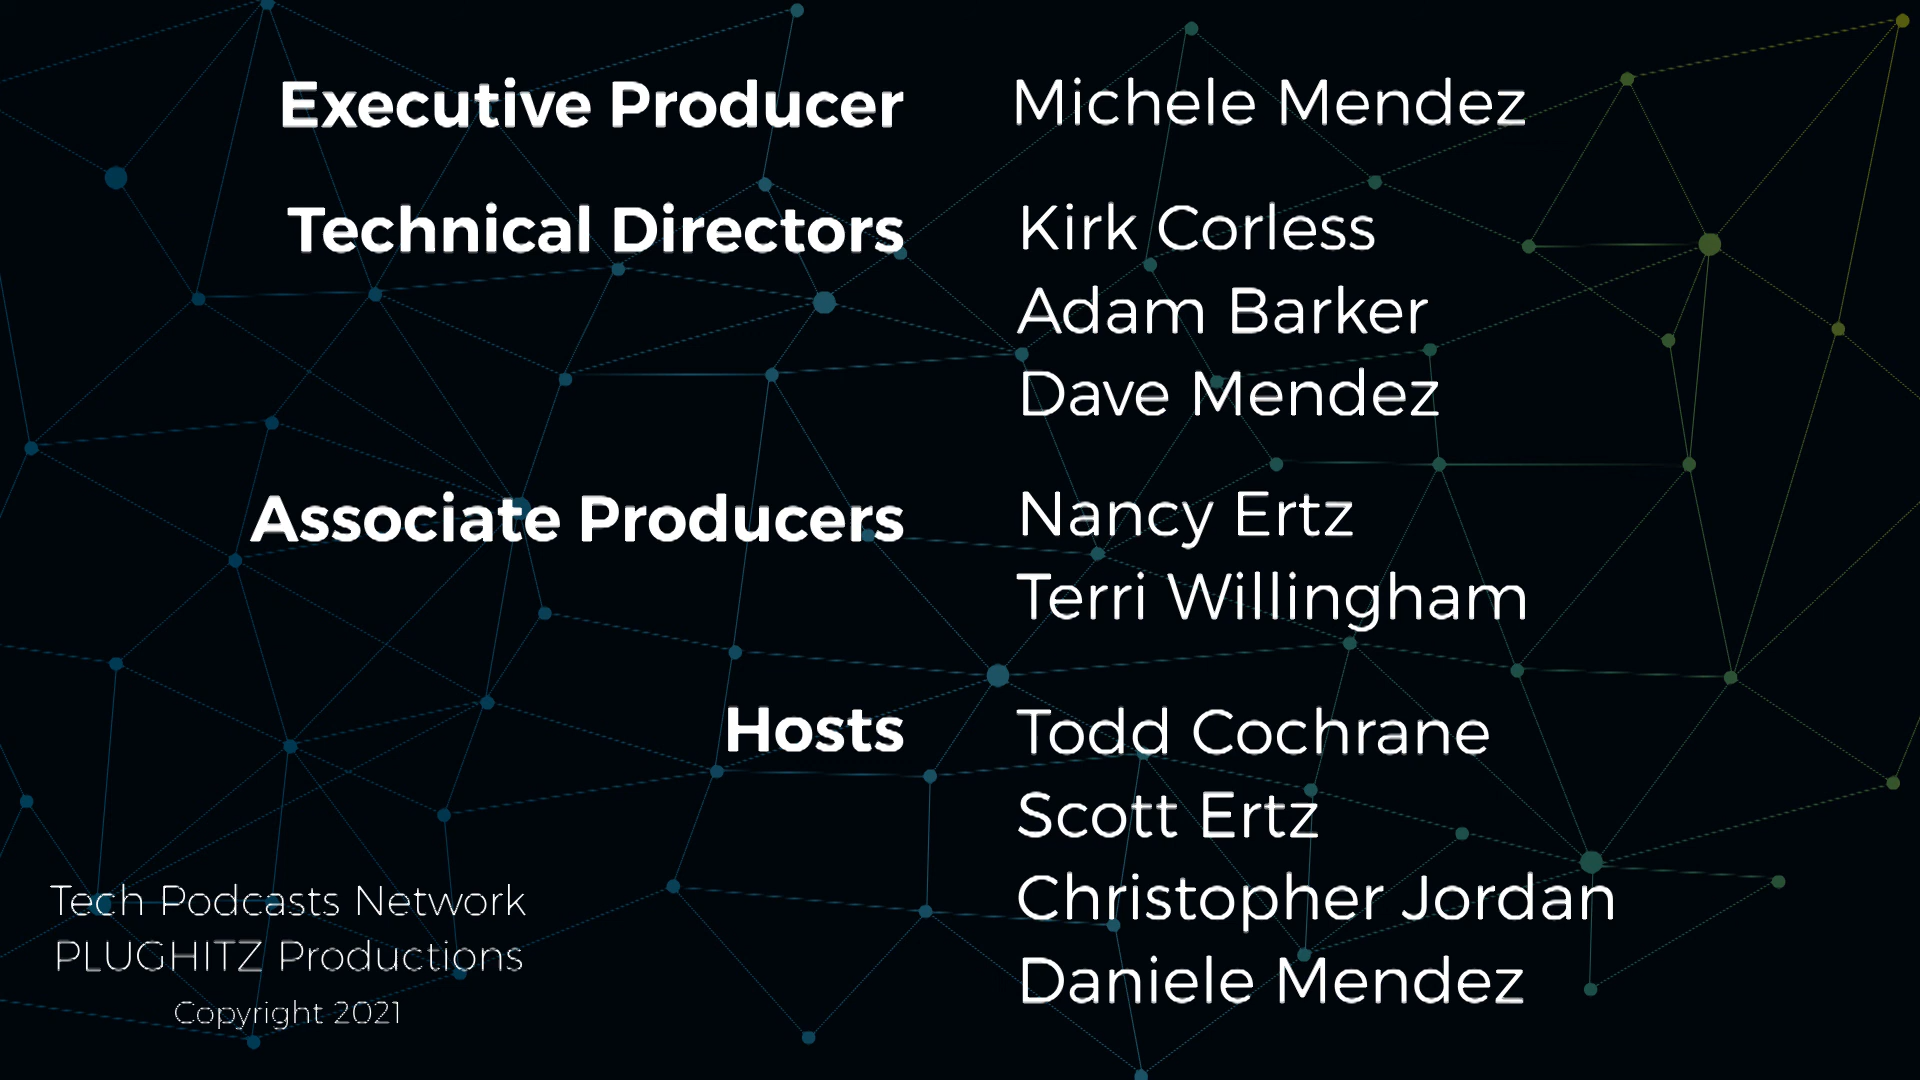 Executive Producer Michele Mendez
Technical Directors Kirk Corless
Adam Barker
Dave Mendez
Associate Producers Nancy Ertz
Terri Willingham
Hosts Todd Cochrane
Scott Ertz
Christopher Jordan
Daniele Mendez
Tech Podcasts Network
PLUGHITZ Productions
Copyright 2021